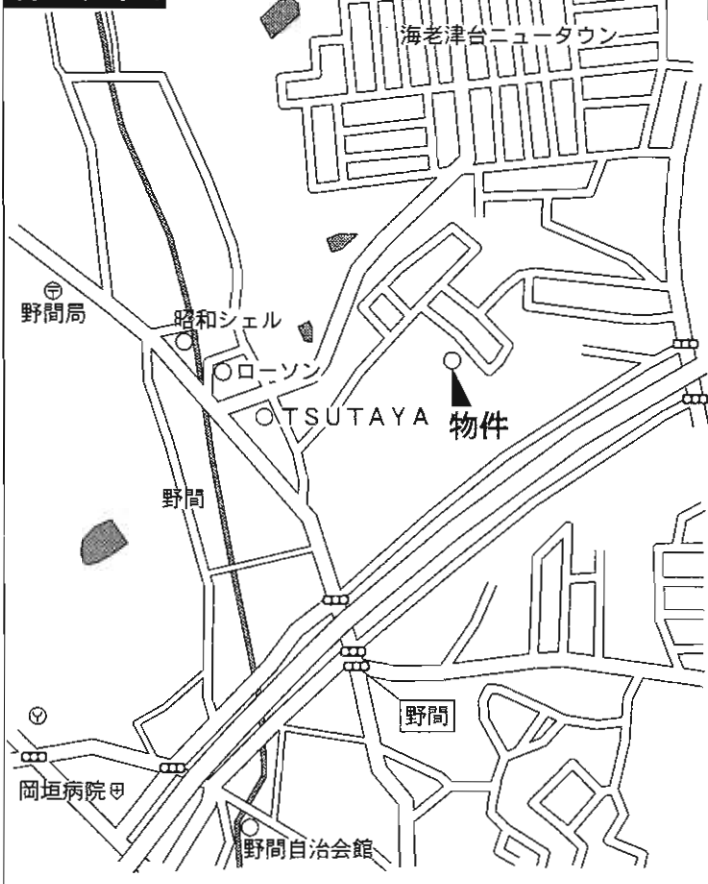 海老津台ニュータウン
野間局
昭和シェル
ローソン
TSUTAYA
物件
野間
野間
岡垣病院
野間自治会館